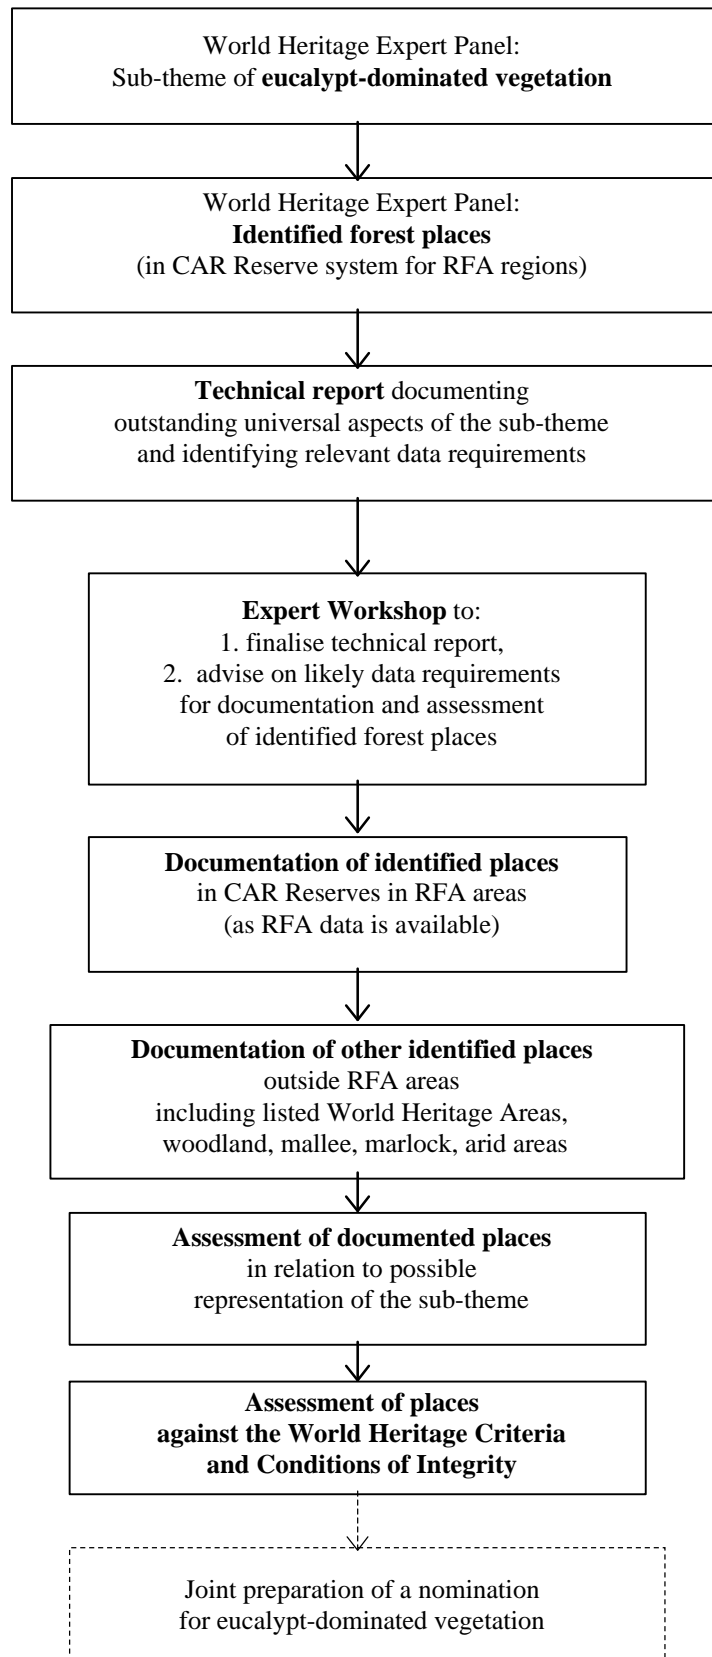 World Heritage Expert Panel:
Sub-theme of eucalypt-dominated vegetation
World Heritage Expert Panel:
Identified forest places
(in CAR Reserve system for RFA regions)
Technical report documenting
outstanding universal aspects of the sub-theme
and identifying relevant data requirements
Expert Workshop to:
1. finalise technical report,
2. advise on likely data requirements
for documentation and assessment
of identified forest places
Documentation of identified places
in CAR Reserves in RFA areas
(as RFA data is available)
Documentation of other identified places
outside RFA areas
including listed World Heritage Areas,
woodland, mallee, marlock, arid areas
Assessment of documented places
in relation to possible
representation of the sub-theme
Assessment of places
against the World Heritage Criteria
and Conditions of Integrity
Joint preparation of a nomination
for eucalypt-dominated vegetation